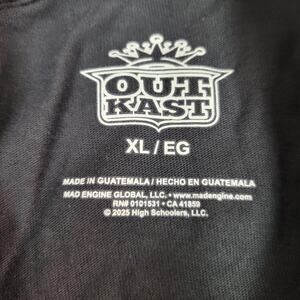 OUT
KAST
XL / EG
MADE IN GUATEMALA / HECHO EN GUATEMALA
MAD ENGINE GLOBAL, LLC. • www.madengine.com
RN# 0101531 • CA 41859
© 2025 High Schoolers, LLC.